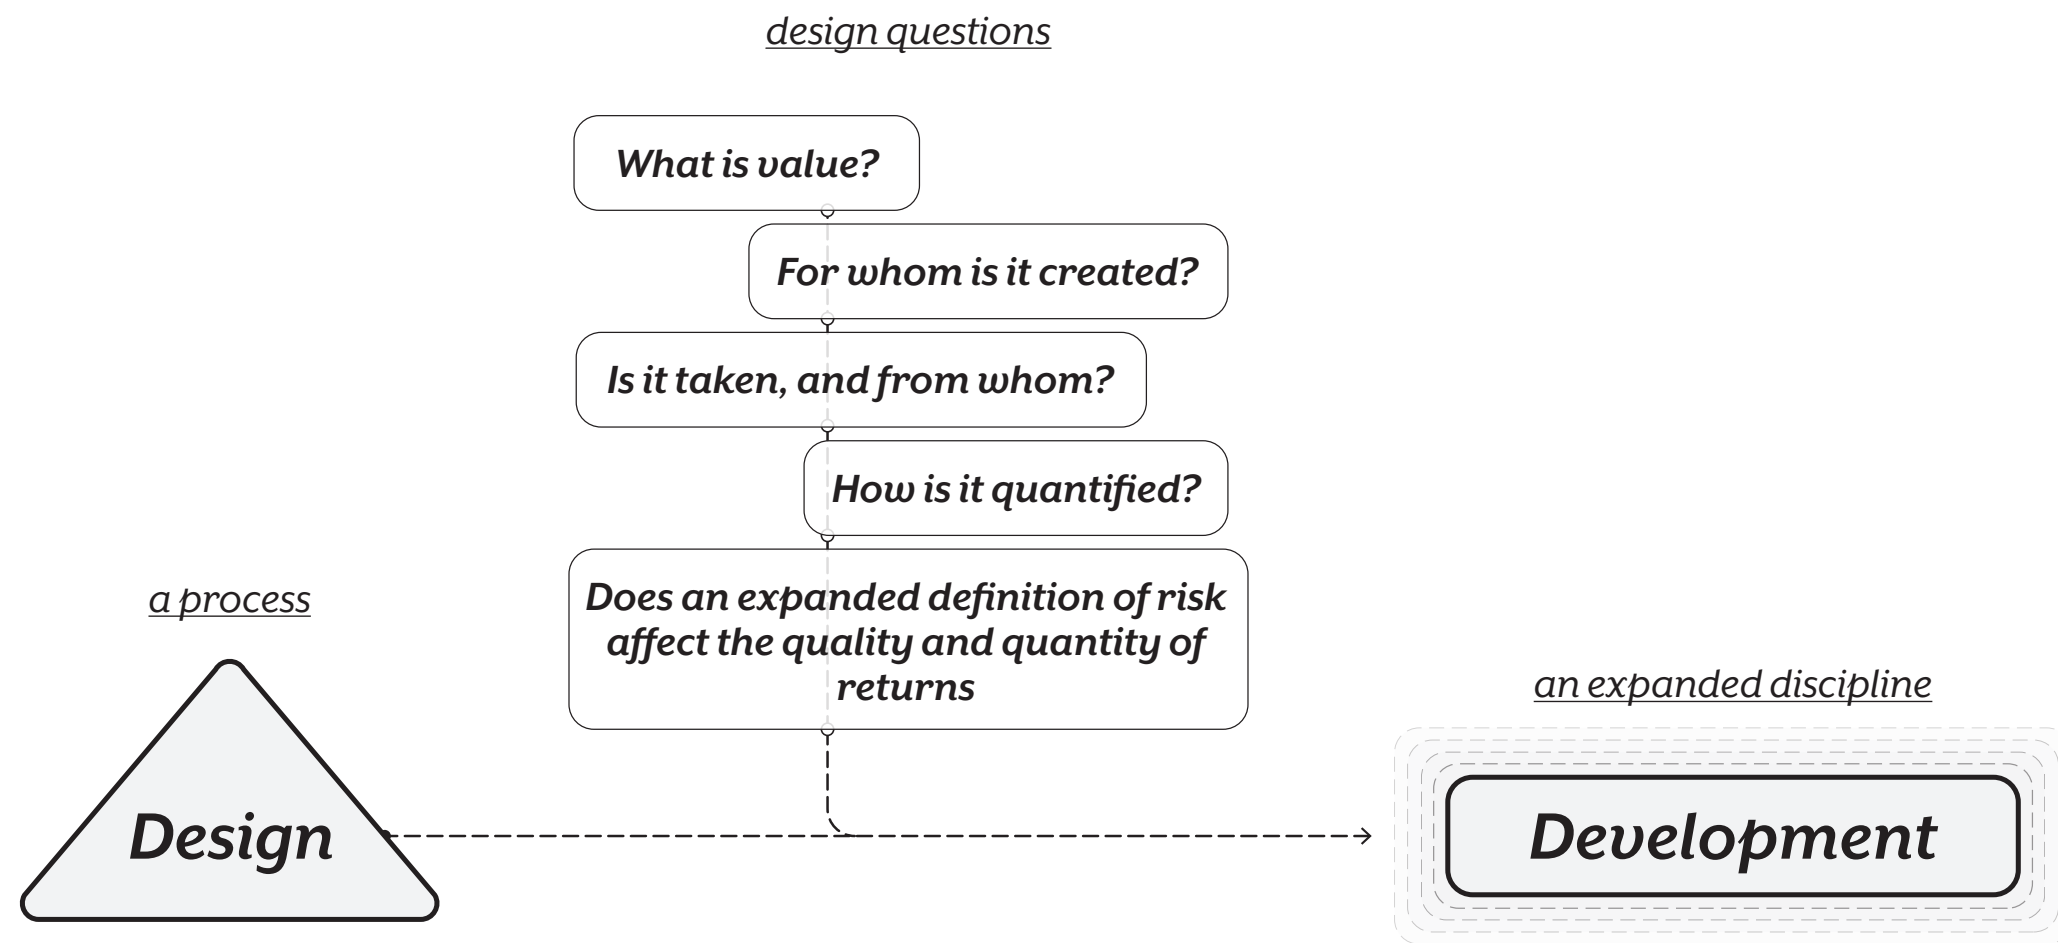 design questions
What is value?
For whom is it created?
Is it taken, and from whom?
How is it quantified?
Does an expanded definition of risk
affect the quality and quantity of
returns
a process
Design
an expanded discipline
Development